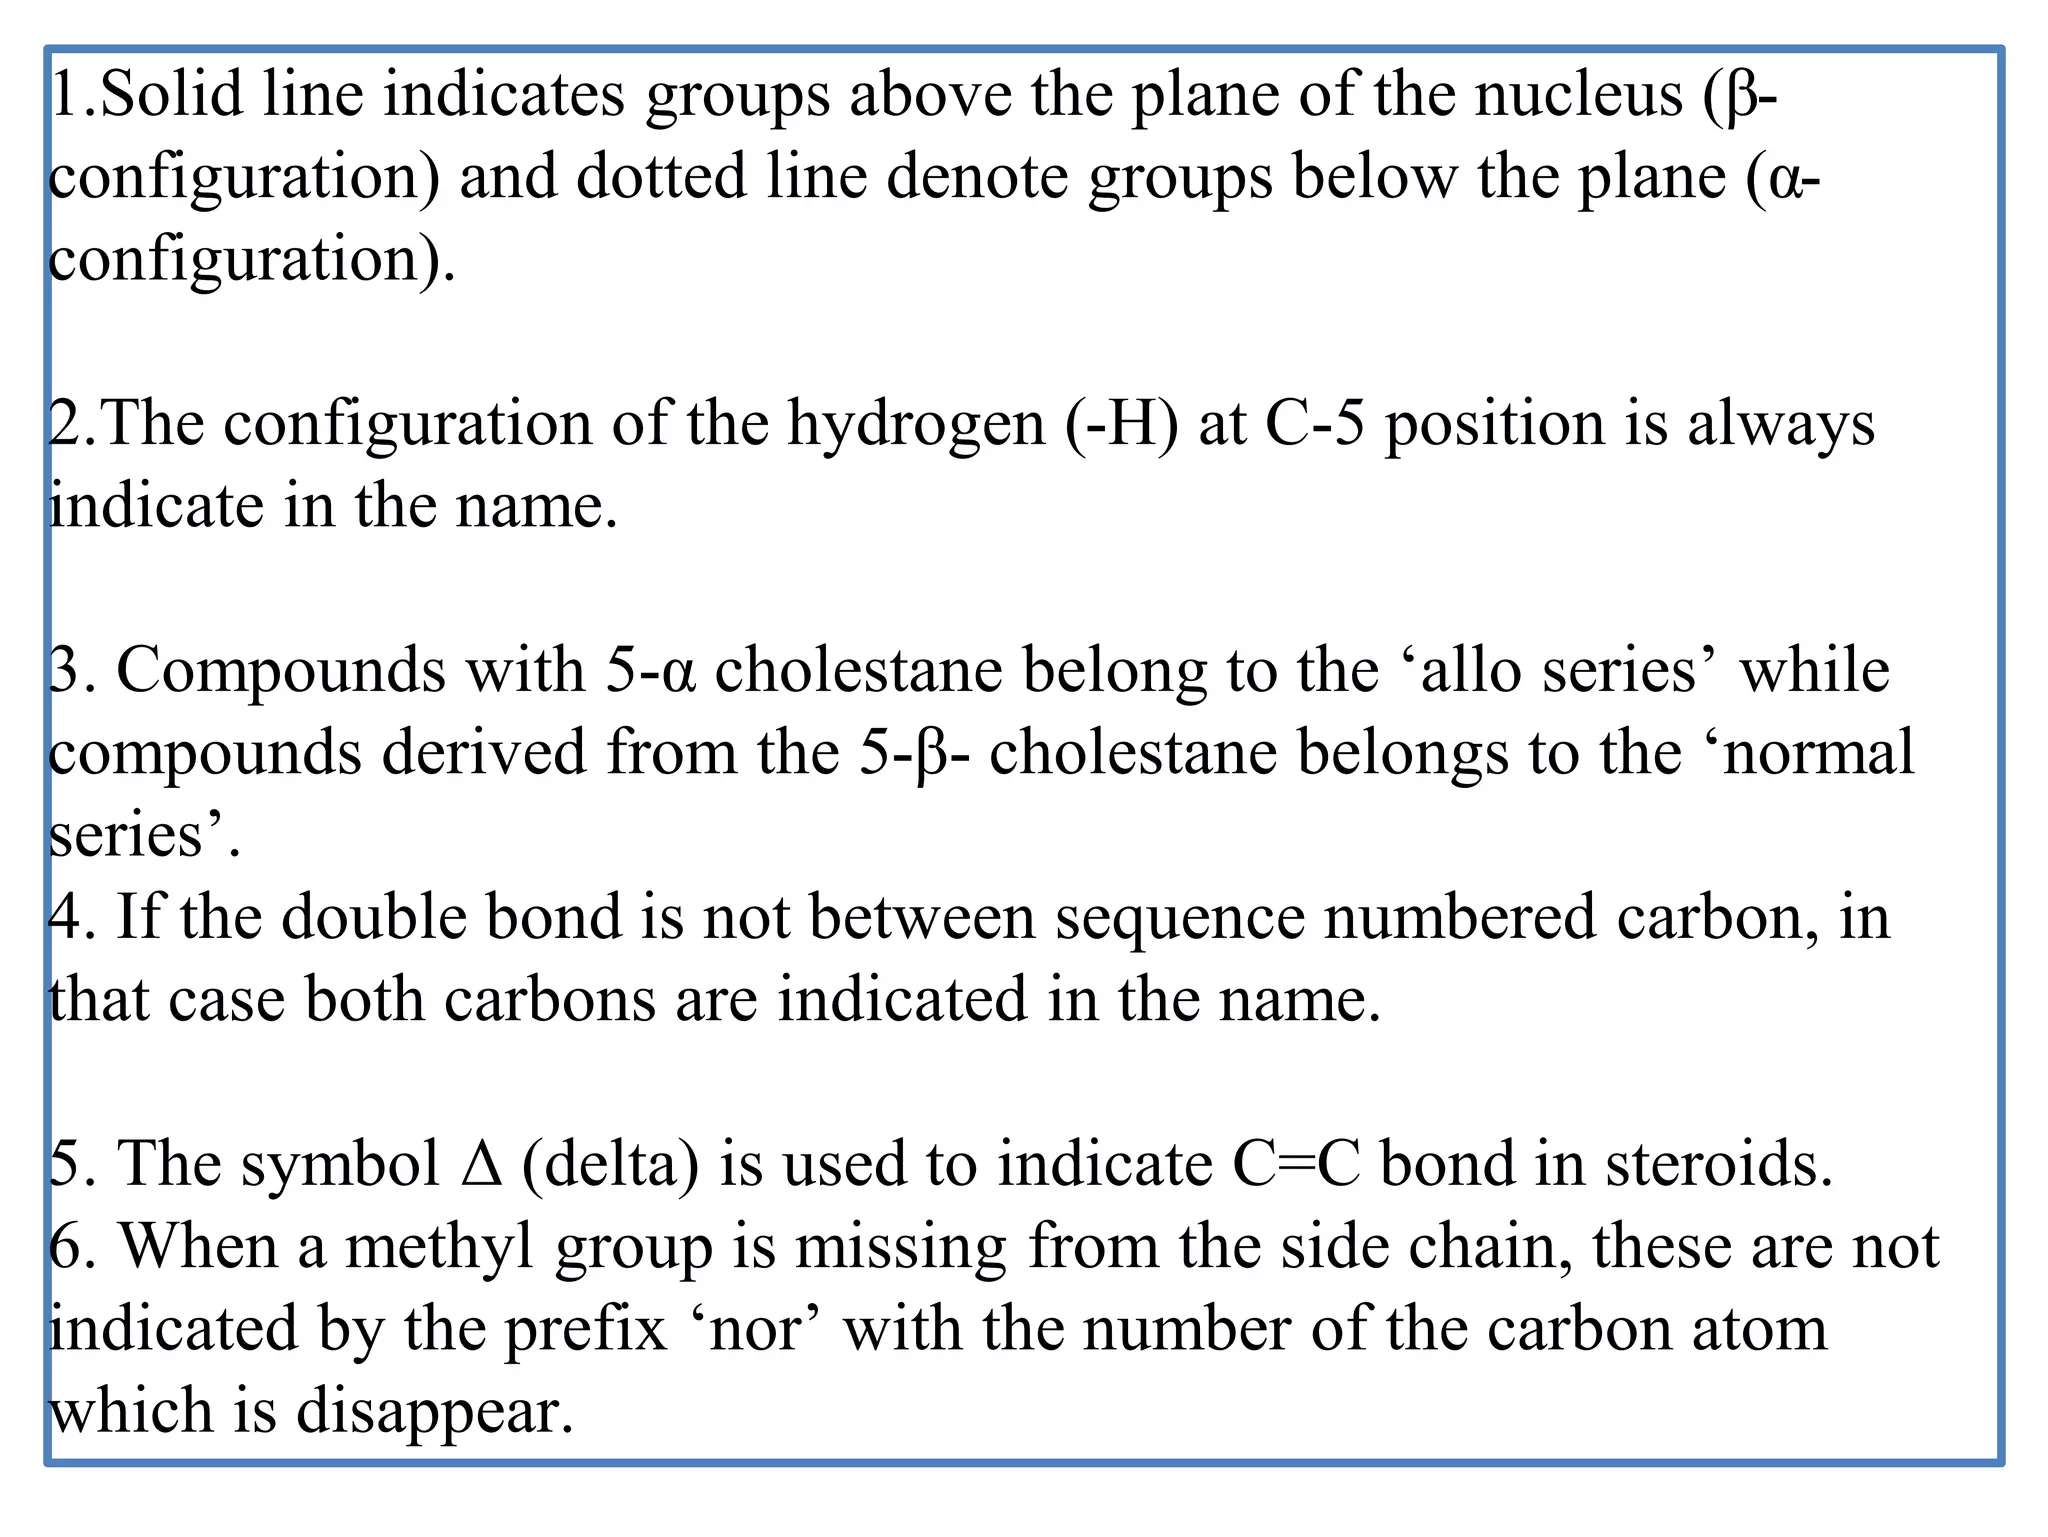 1.Solid line indicates groups above the plane of the nucleus (β-
configuration) and dotted line denote groups below the plane (α-
configuration).
2.The configuration of the hydrogen (-H) at C-5 position is always
indicate in the name.
3. Compounds with 5-α cholestane belong to the ‘allo series’ while
compounds derived from the 5-β- cholestane belongs to the ‘normal
series’.
4. If the double bond is not between sequence numbered carbon, in
that case both carbons are indicated in the name.
5. The symbol Δ (delta) is used to indicate C=C bond in steroids.
6. When a methyl group is missing from the side chain, these are not
indicated by the prefix ‘nor’ with the number of the carbon atom
which is disappear.